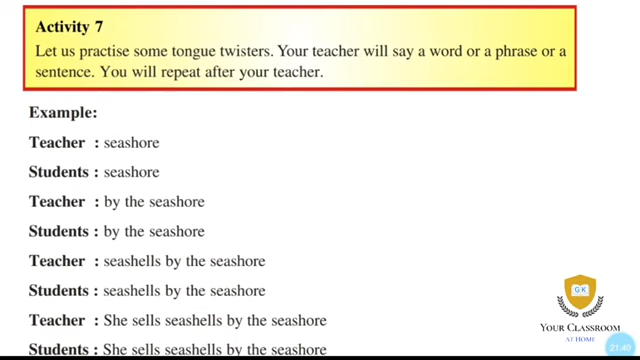 Activity 7
Let us practise some tongue twisters. Your teacher will say a word or a phrase or a
sentence. You will repeat after your teacher.
Example:
Teacher : seashore
Students : seashore
Teacher : by the seashore
Students : by the seashore
Teacher : seashells by the seashore
Students : seashells by the seashore
Teacher : She sells seashells by the seashore
Students : She sells seashells by the seashore
G K
YOUR CLASSROOM
AT HOME
21:40